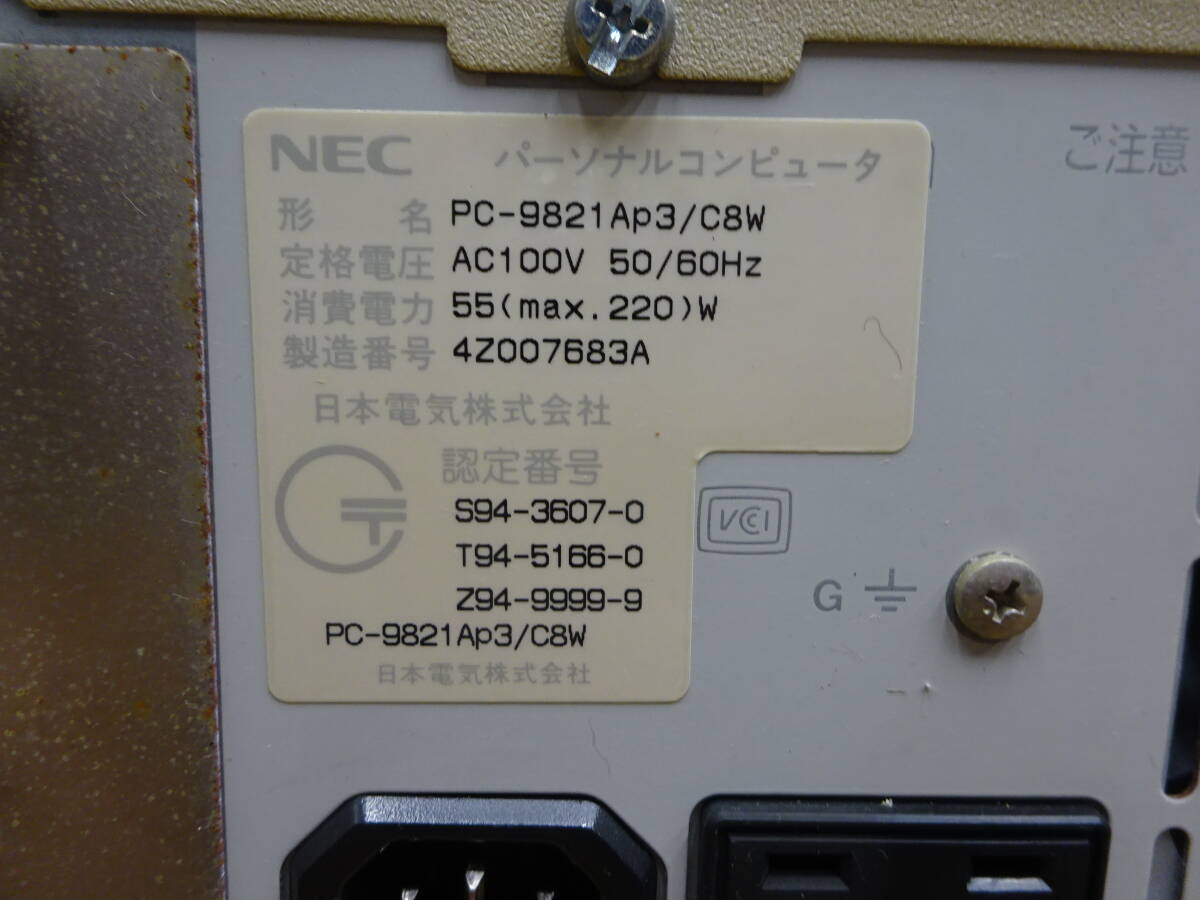 NEC パーソナルコンピュータ
形 名 PC-9821Ap3/C8W
定格電圧 AC100V 50/60Hz
消費電力 55(max.220)W
製造番号 4Z007683A
日本電気株式会社
認定番号
S94-3607-0
T94-5166-0
Z94-9999-9
PC-9821Ap3/C8W
日本電気株式会社
ご注意
VCCI
G